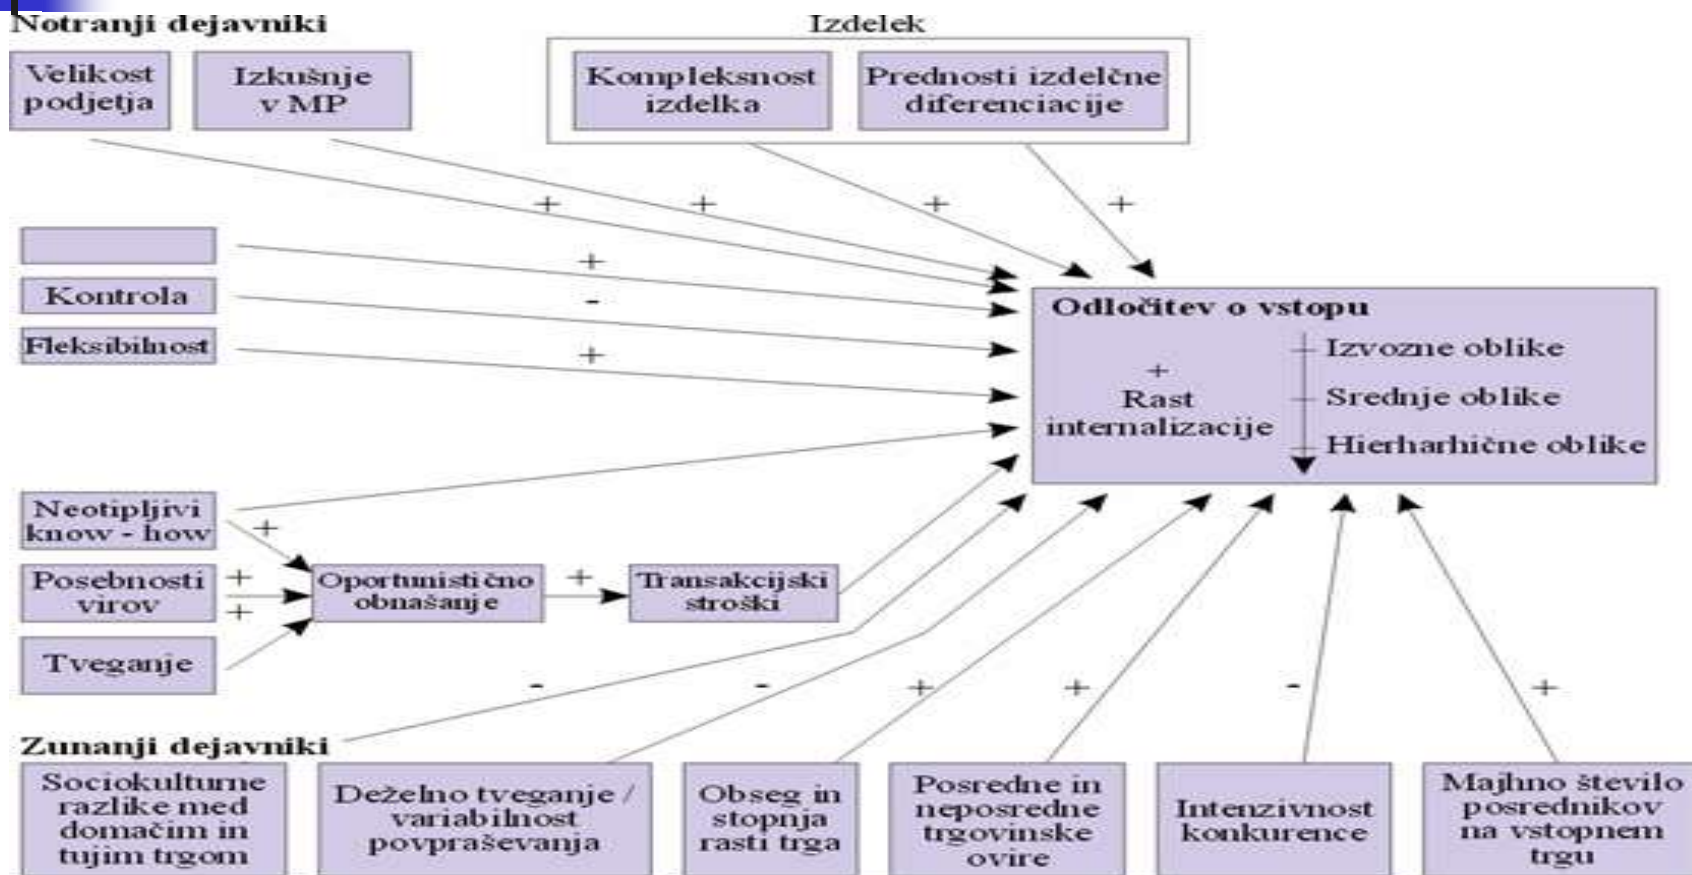 Notranji dejavniki
Izdelek
Velikost
podjetja
Izkušnje
v MP
Kompleksnost
izdelka
Prednosti izdelčne
diferenciacije
+
+
+
+
+
Kontrola
-
Fleksibilnost
+
Odločitev o vstopu
+
Rast
internalizacije
Izvozne oblike
Srednje oblike
Hierharhične oblike
Neotipljivi
know - how
+
Posebnosti
virov
+
+
Oportunistično
obnašanje
+
Transakcijski
stroški
Tveganje
-
-
+
+
-
+
Zunanji dejavniki
Sociokulturne
razlike med
domačim in
tujim trgom
Deželno tveganje /
variabilnost
povpraševanja
Obseg in
stopnja
rasti trga
Posredne in
neposredne
trgovinske
ovire
Intenzivnost
konkurence
Majhno število
posrednikov
na vstopnem
trgu